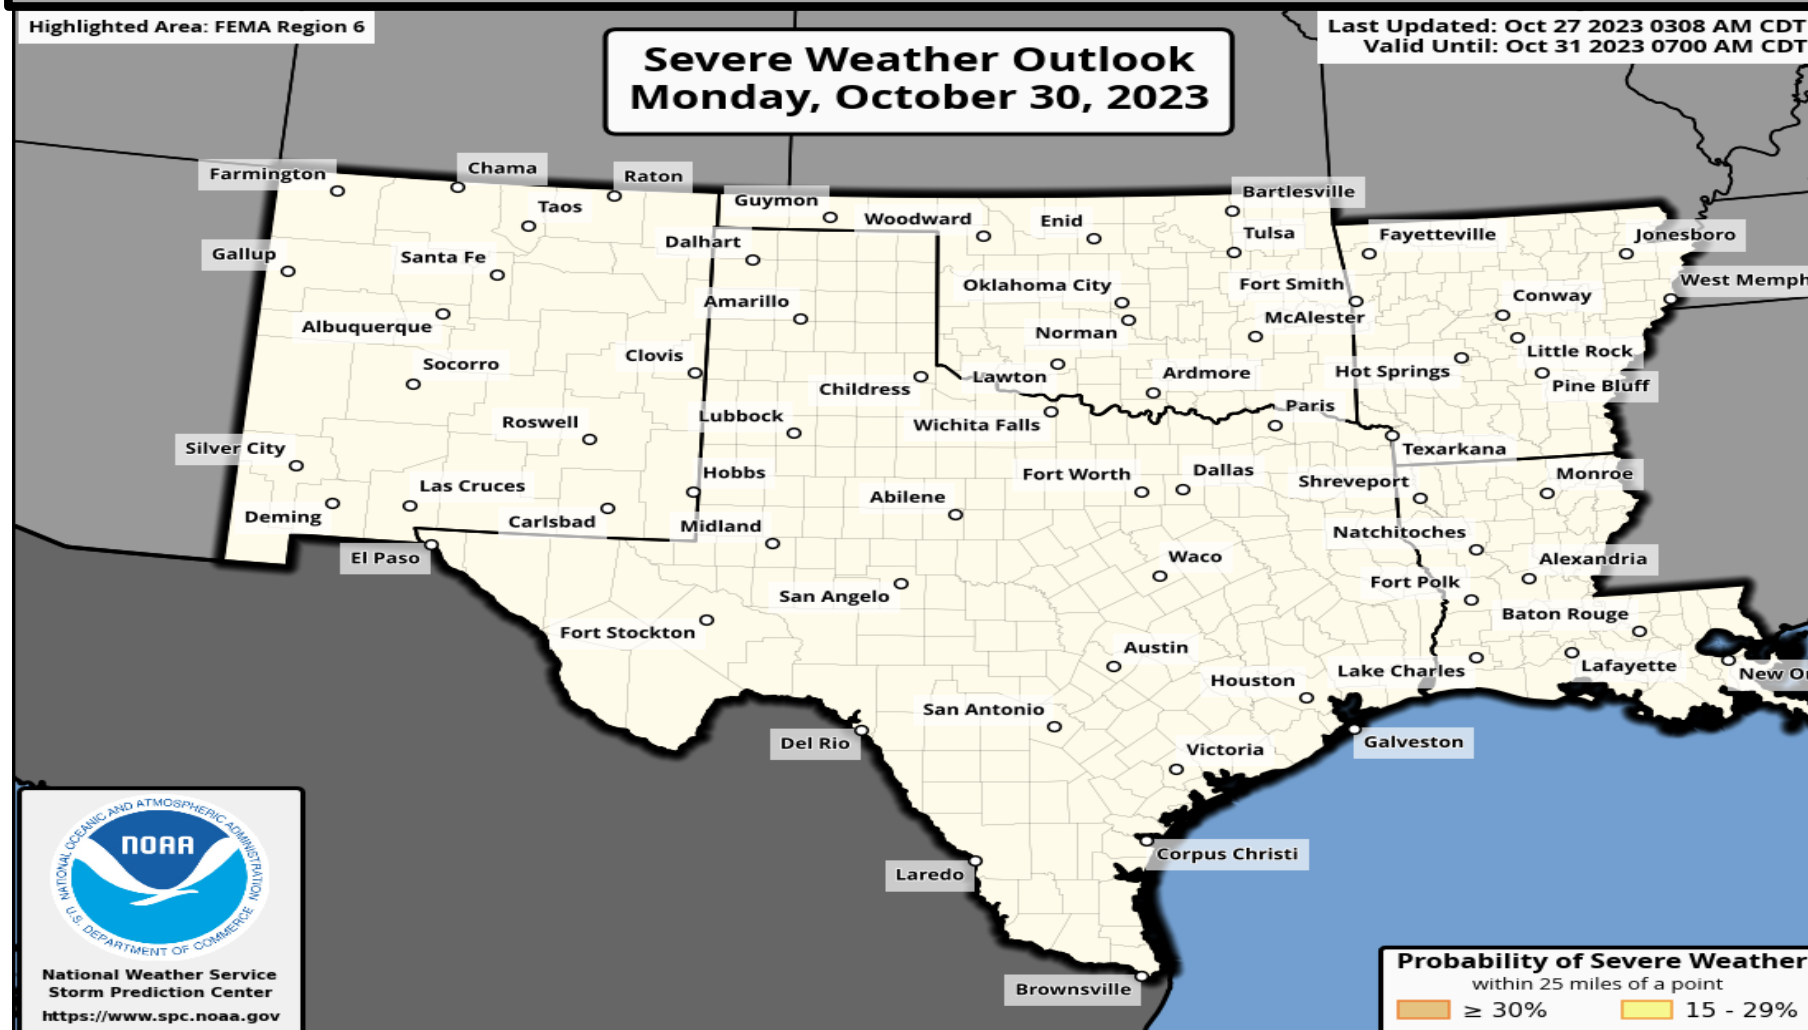 Highlighted Area: FEMA Region 6
Last Updated: Oct 27 2023 0308 AM CDT
Valid Until: Oct 31 2023 0700 AM CDT
Severe Weather Outlook
Monday, October 30, 2023
Farmington
Chama
Raton
Taos
Guymon
Woodward
Enid
Bartlesville
Tulsa
Fayetteville
Jonesboro
Gallup
Santa Fe
Dalhart
Oklahoma City
Fort Smith
Conway
West Memph
Albuquerque
Amarillo
Norman
McAlester
Little Rock
Socorro
Clovis
Childress
Lawton
Ardmore
Hot Springs
Pine Bluff
Roswell
Lubbock
Wichita Falls
Paris
Texarkana
Silver City
Las Cruces
Hobbs
Abilene
Fort Worth
Dallas
Shreveport
Monroe
Deming
Carlsbad
Midland
Natchitoches
El Paso
Waco
Alexandria
San Angelo
Fort Polk
Fort Stockton
Baton Rouge
Austin
Houston
Lake Charles
Lafayette
New Or
San Antonio
Del Rio
Victoria
Galveston
Corpus Christi
Laredo
Brownsville
NATIONAL OCEANIC AND ATMOSPHERIC ADMINISTRATION
NOAA
U.S. DEPARTMENT OF COMMERCE
National Weather Service
Storm Prediction Center
https://www.spc.noaa.gov
Probability of Severe Weather
within 25 miles of a point
≥ 30%
15 - 29%